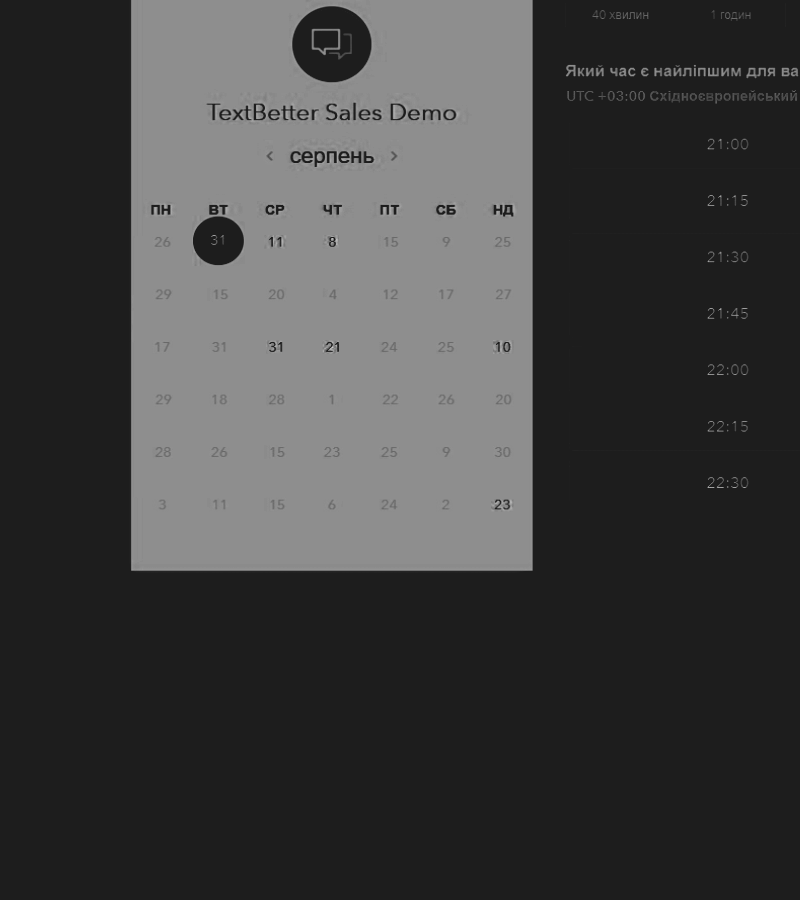 TextBetter Sales Demo
‹ серпень ›
ПН ВТ СР ЧТ ПТ СБ НД
26 31 11 8 15 9 25
29 15 20 4 12 17 27
17 31 31 21 24 25 10
29 18 28 1 22 26 20
28 26 15 23 25 9 30
3 11 15 6 24 2 23
40 хвилин 1 годин
Який час є найліпшим для ва
UTC +03:00 Східноєвропейський
21:00
21:15
21:30
21:45
22:00
22:15
22:30